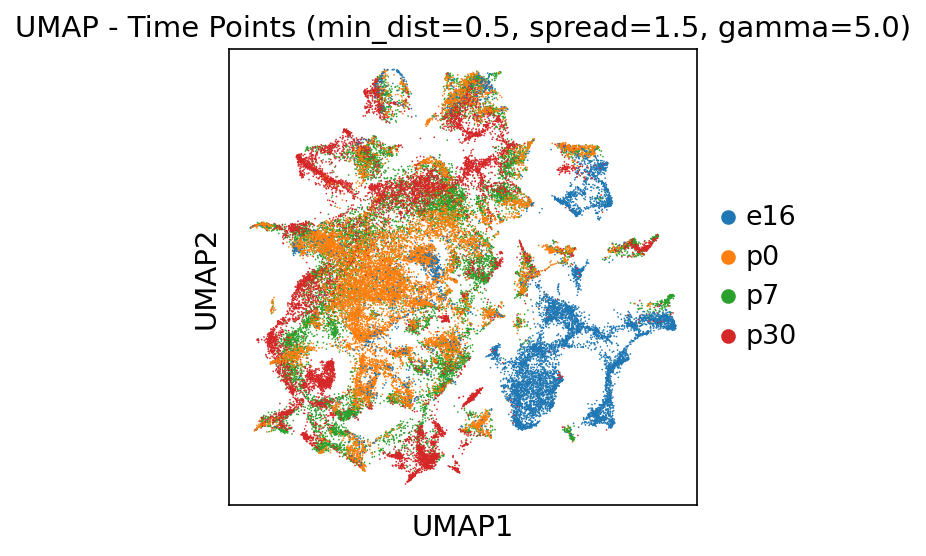 UMAP - Time Points (min_dist=0.5, spread=1.5, gamma=5.0)
UMAP2
e16
p0
p7
p30
UMAP1